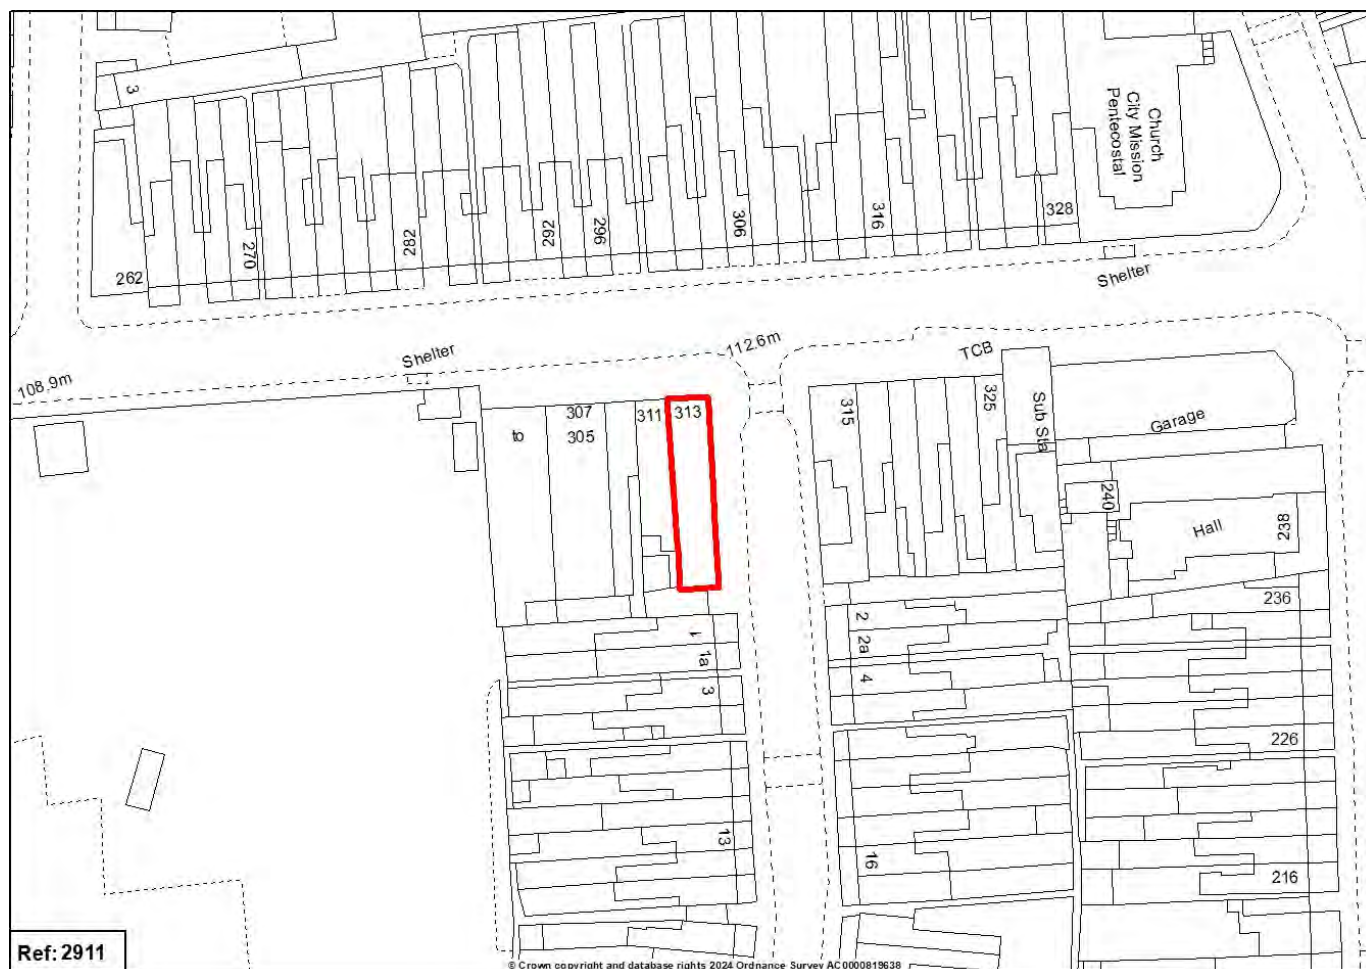 3
Church
City Mission
Pentecostal
262
270
282
292
296
306
316
328
Shelter
Shelter
112.6m
TCB
108.9m
307
311
313
to
305
315
325
Sub Sta
Garage
240
Hall
238
2
236
1
1a
2a
3
4
226
13
16
216
Ref: 2911
© Crown copyright and database rights 2024 Ordnance Survey AC0000819638